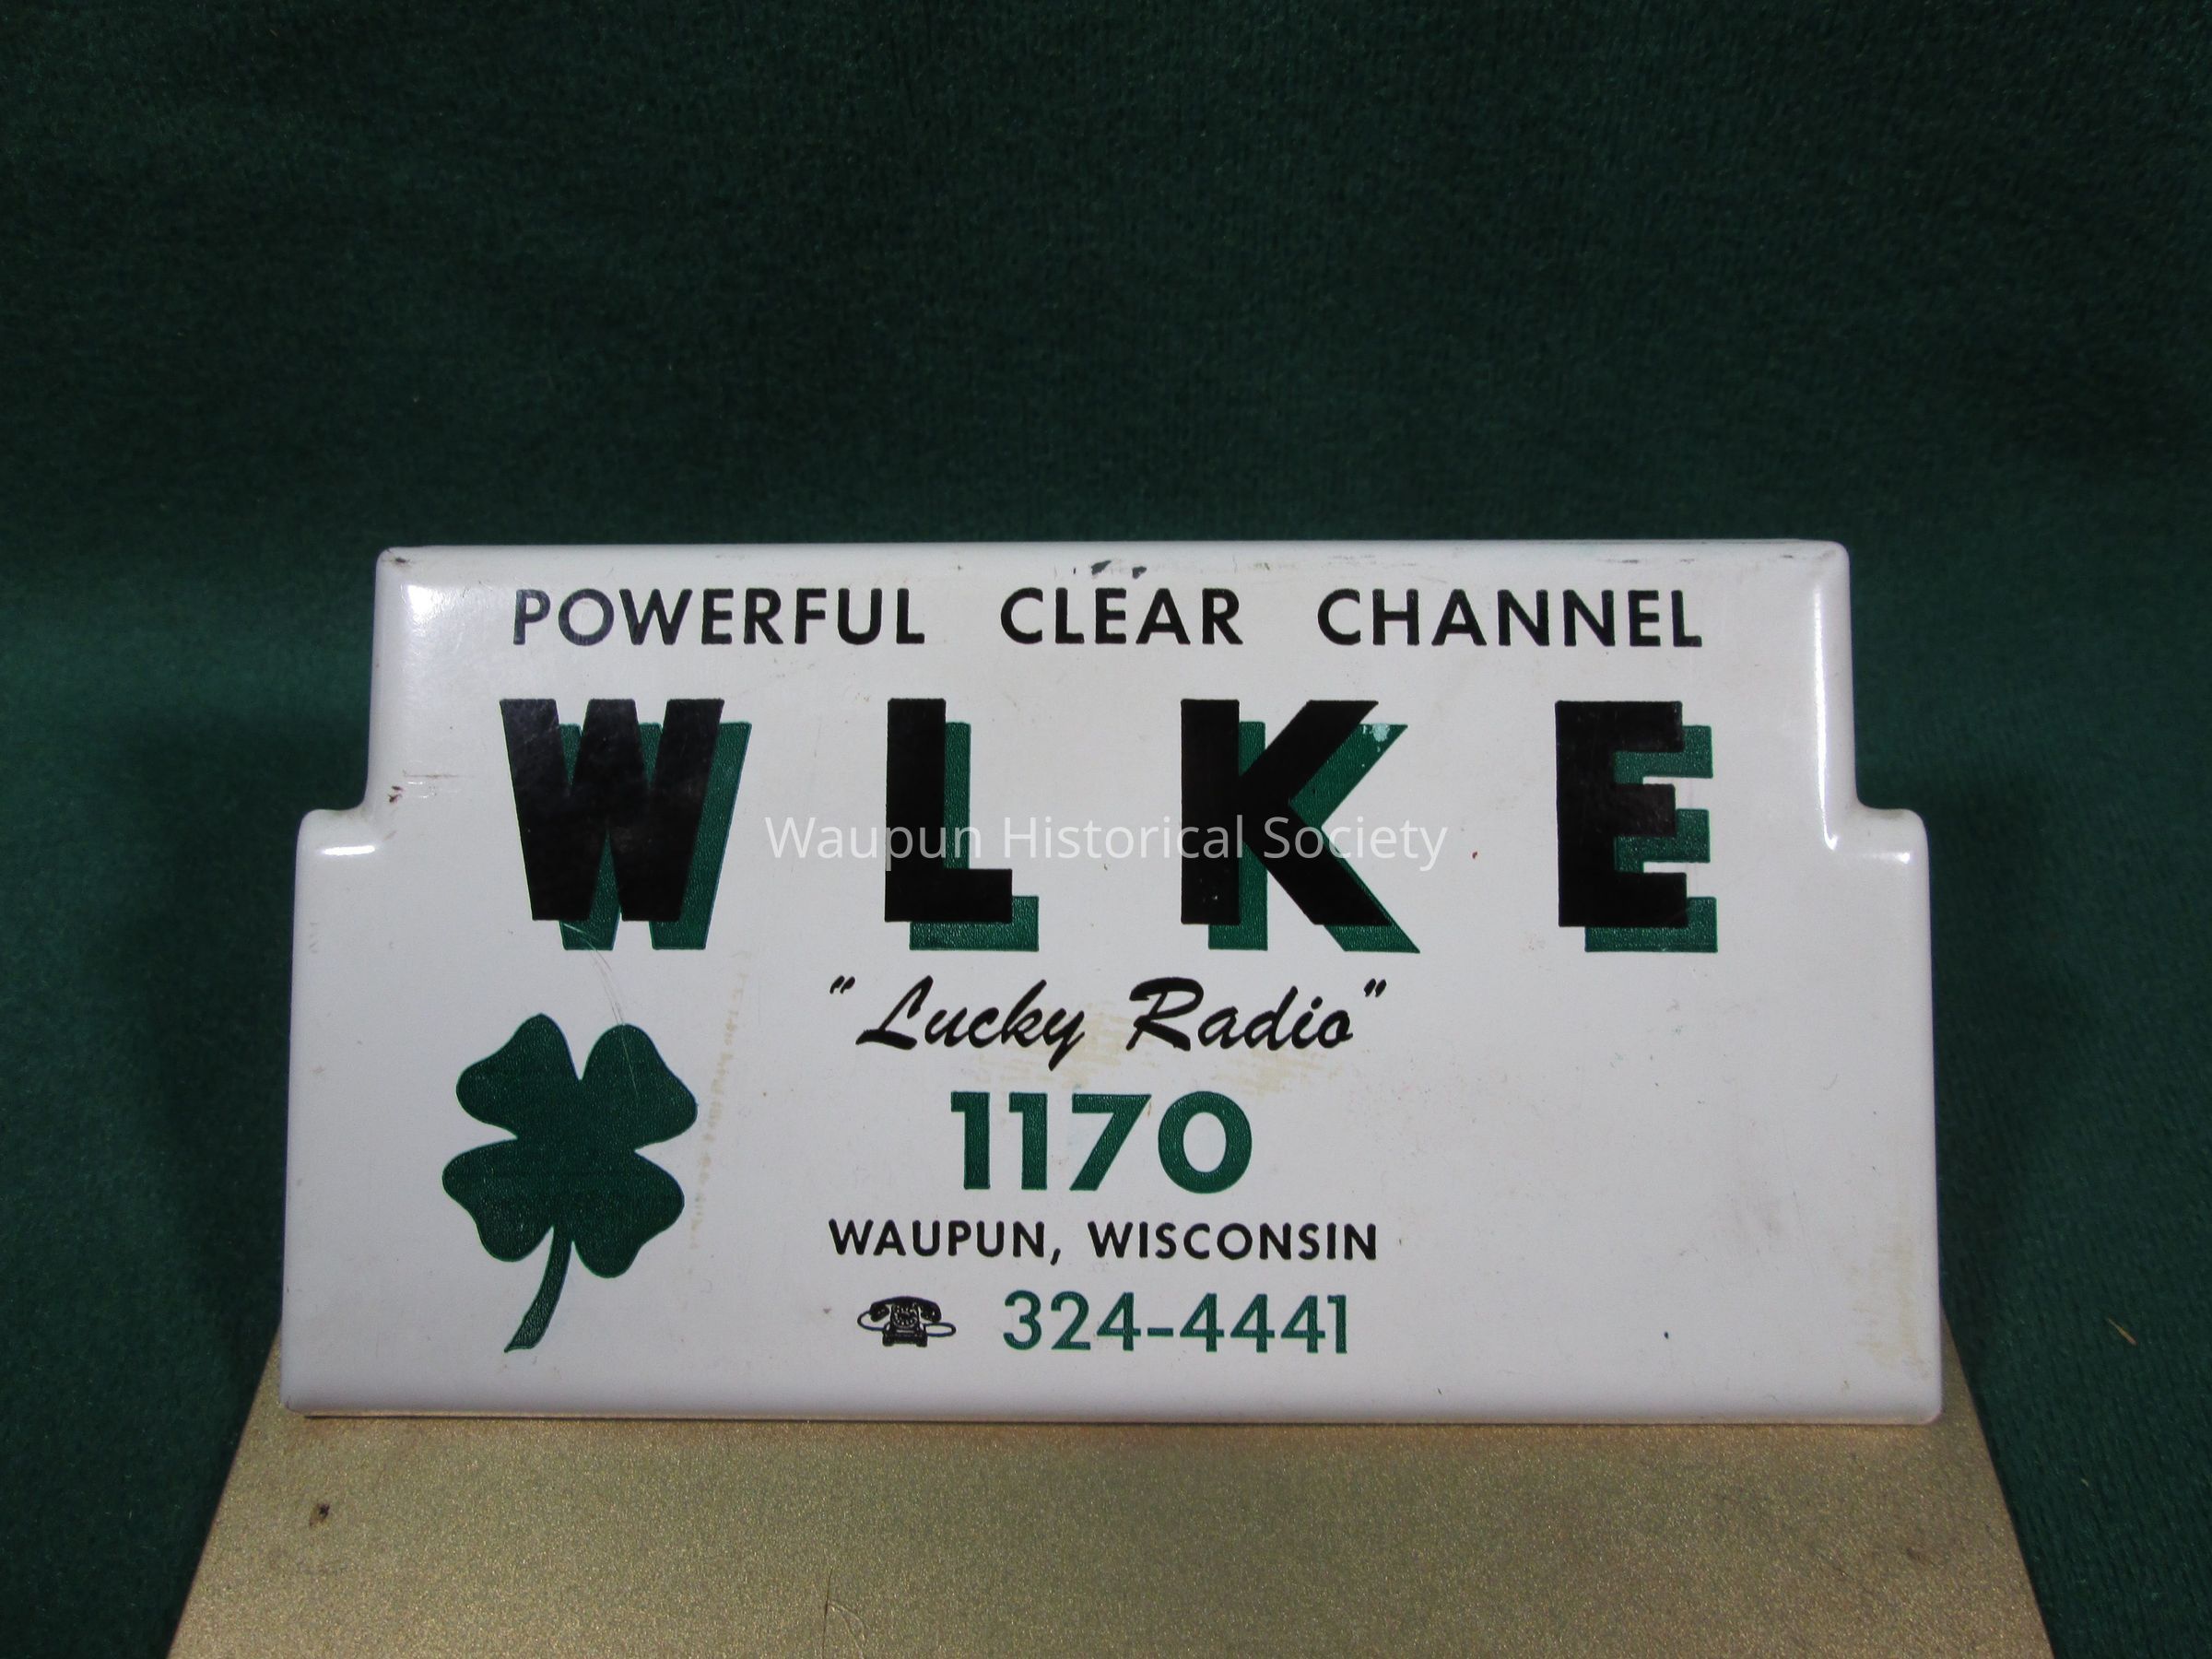 POWERFUL CLEAR CHANNEL
WLKE
Waupun Historical Society
"Lucky Radio"
1170
WAUPUN, WISCONSIN
324-4441